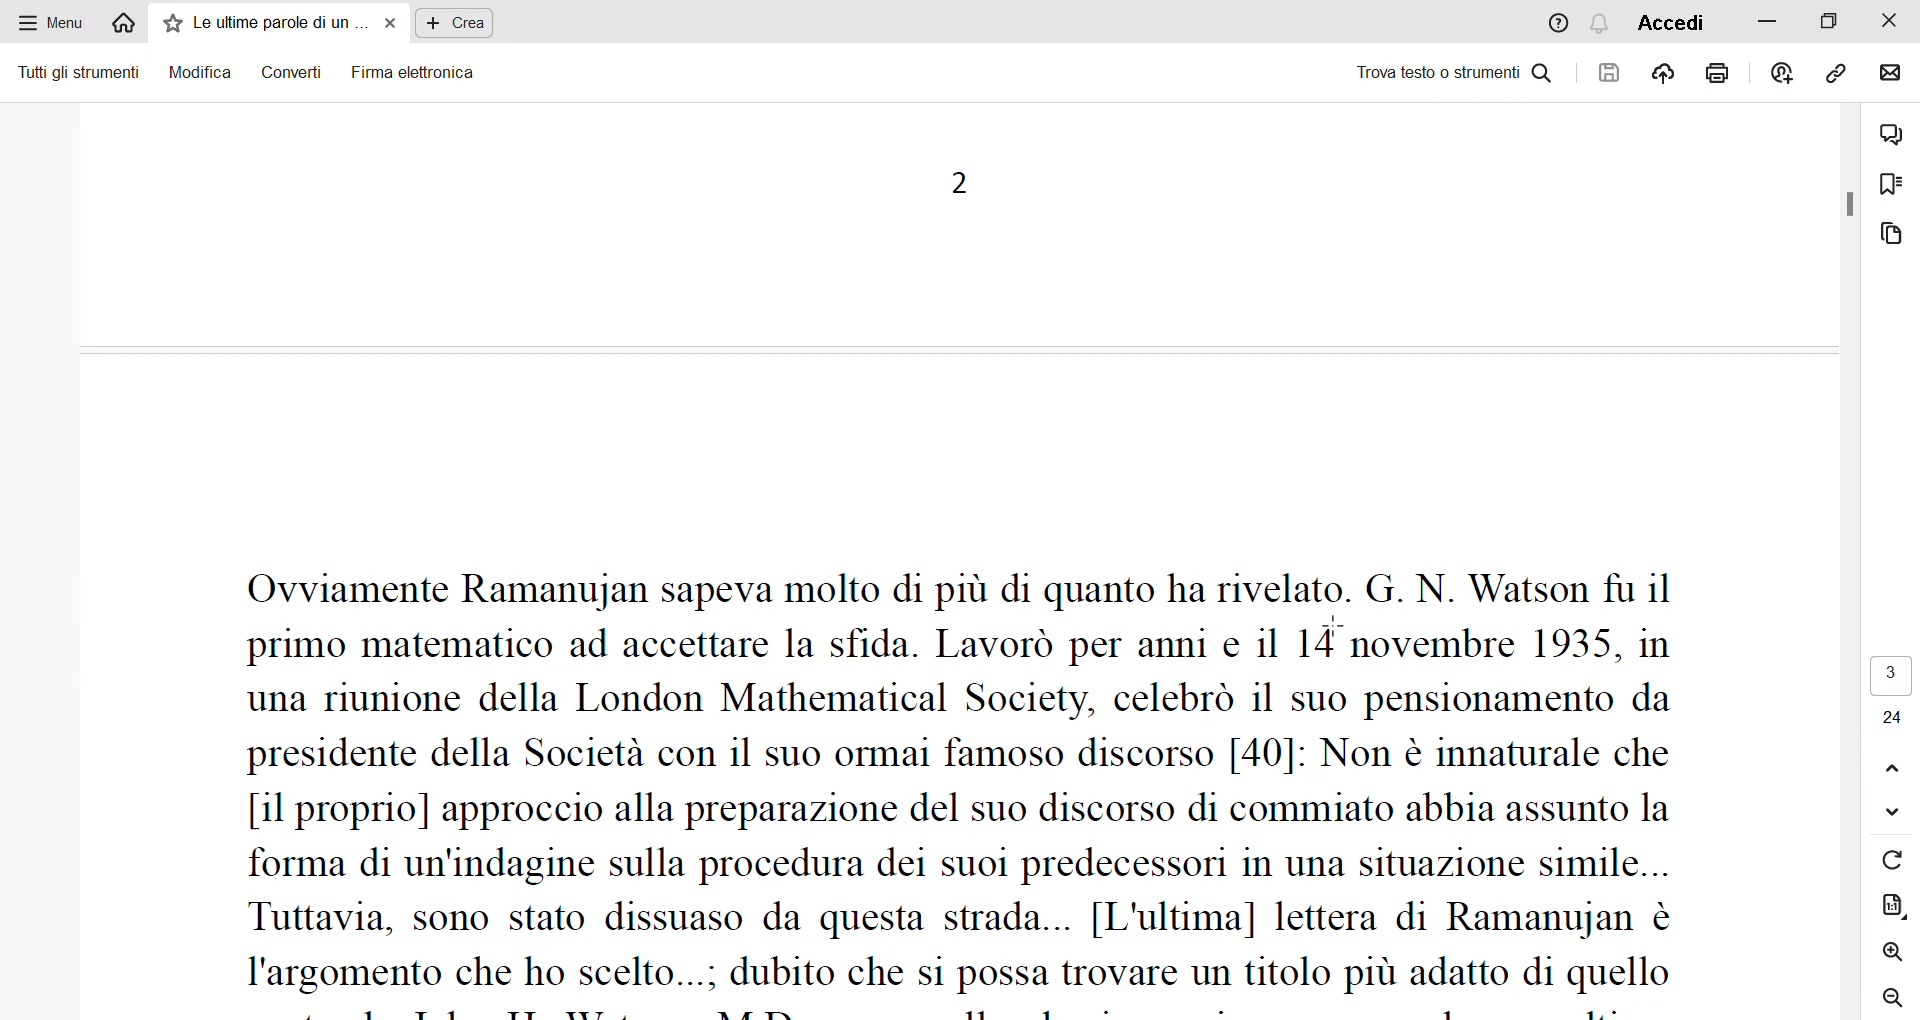 Menu
Le ultime parole di un ...
Crea
Accedi
Tutti gli strumenti
Modifica
Converti
Firma elettronica
Trova testo o strumenti
2
Ovviamente Ramanujan sapeva molto di più di quanto ha rivelato. G. N. Watson fu il
primo matematico ad accettare la sfida. Lavorò per anni e il 14 novembre 1935, in
una riunione della London Mathematical Society, celebrò il suo pensionamento da
presidente della Società con il suo ormai famoso discorso [40]: Non è innaturale che
[il proprio] approccio alla preparazione del suo discorso di commiato abbia assunto la
forma di un'indagine sulla procedura dei suoi predecessori in una situazione simile...
Tuttavia, sono stato dissuaso da questa strada... [L'ultima] lettera di Ramanujan è
l'argomento che ho scelto...; dubito che si possa trovare un titolo più adatto di quello
3
24
1:1